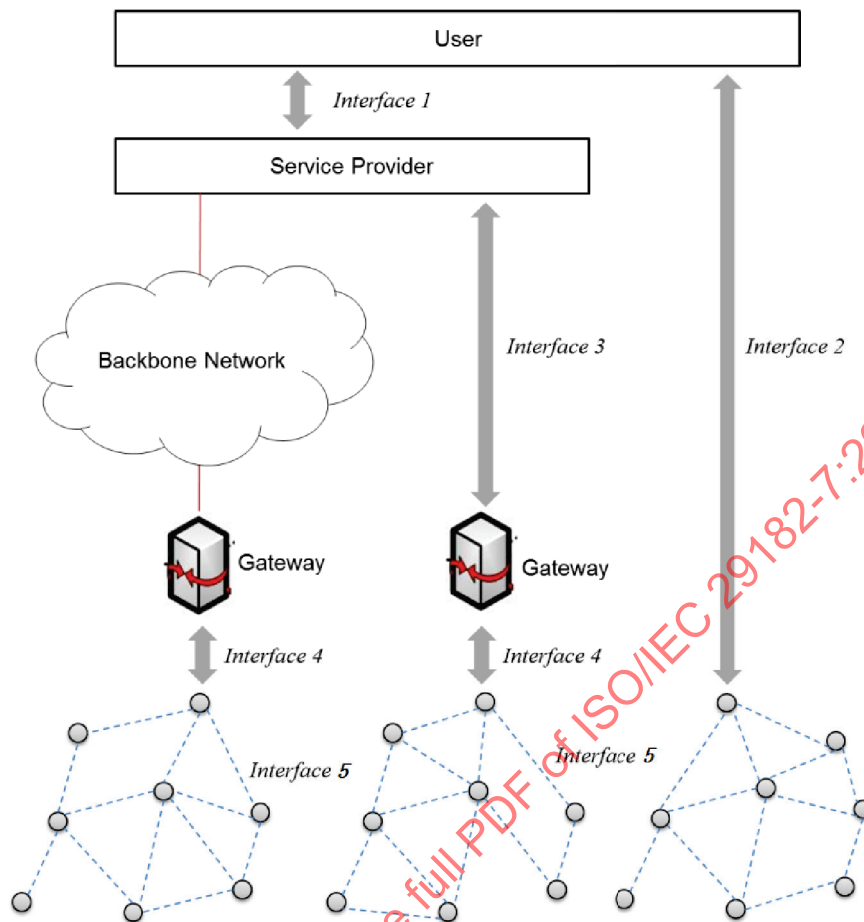 User
Interface 1
Service Provider
Backbone Network
Interface 3
Interface 2
Gateway
Gateway
Interface 4
Interface 4
Interface 5
Interface 5
full PDF of ISO/IEC 29182-7:2